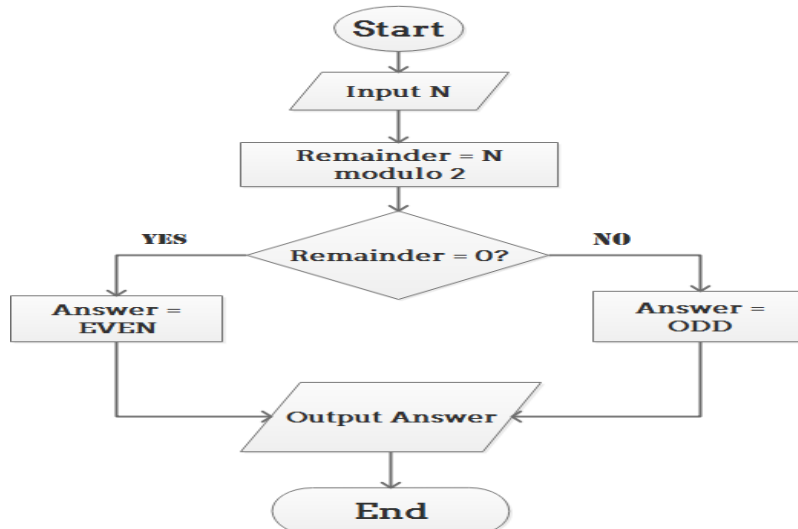 Start
Input N
Remainder = N
modulo 2
YES
Remainder = 0?
NO
Answer =
EVEN
Answer =
ODD
Output Answer
End